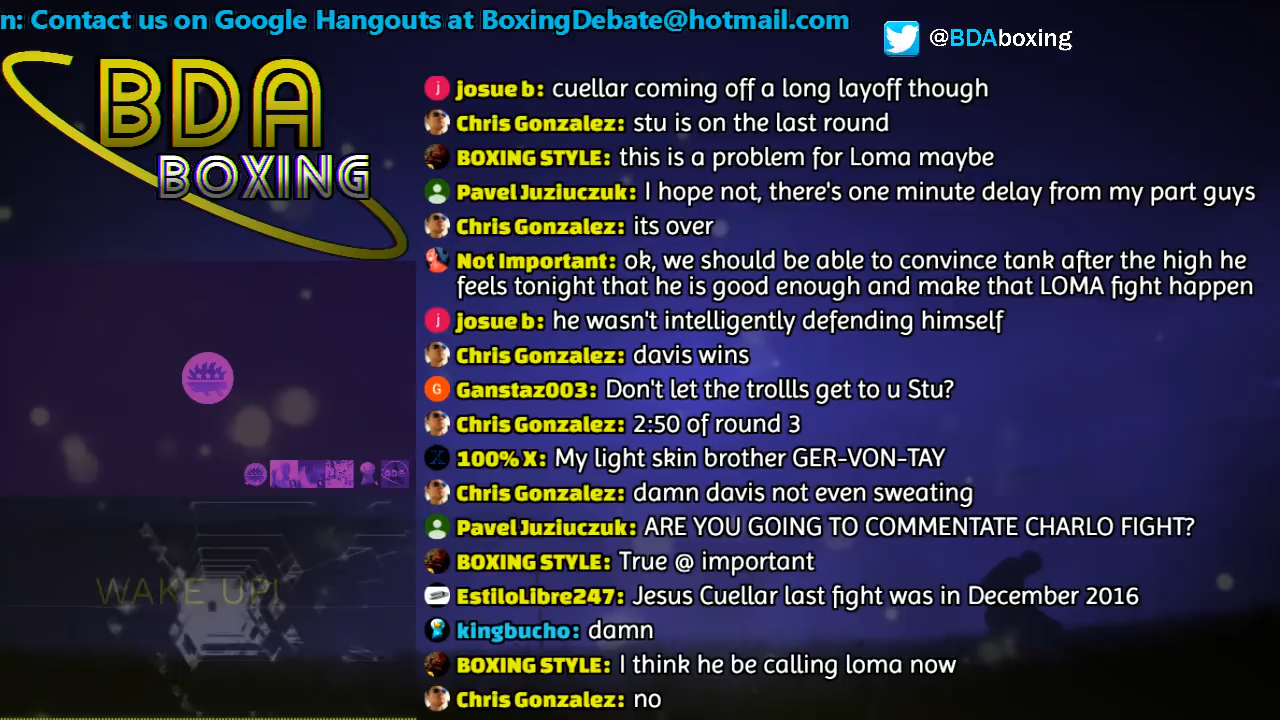 n: Contact us on Google Hangouts at BoxingDebate@hotmail.com
@BDAboxing
BDA
BOXING
josue b: cuellar coming off a long layoff though
Chris Gonzalez: stu is on the last round
BOXING STYLE: this is a problem for Loma maybe
Pavel Juziuczuk: I hope not, there's one minute delay from my part guys
Chris Gonzalez: its over
Not Important: ok, we should be able to convince tank after the high he
feels tonight that he is good enough and make that LOMA fight happen
josue b: he wasn't intelligently defending himself
Chris Gonzalez: davis wins
Ganstaz003: Don't let the trollls get to u Stu?
Chris Gonzalez: 2:50 of round 3
100% X: My light skin brother GER-VON-TAY
Chris Gonzalez: damn davis not even sweating
Pavel Juziuczuk: ARE YOU GOING TO COMMENTATE CHARLO FIGHT?
BOXING STYLE: True @ important
WAKE UP!
EstiloLibre247: Jesus Cuellar last fight was in December 2016
kingbucho: damn
BOXING STYLE: I think he be calling loma now
Chris Gonzalez: no